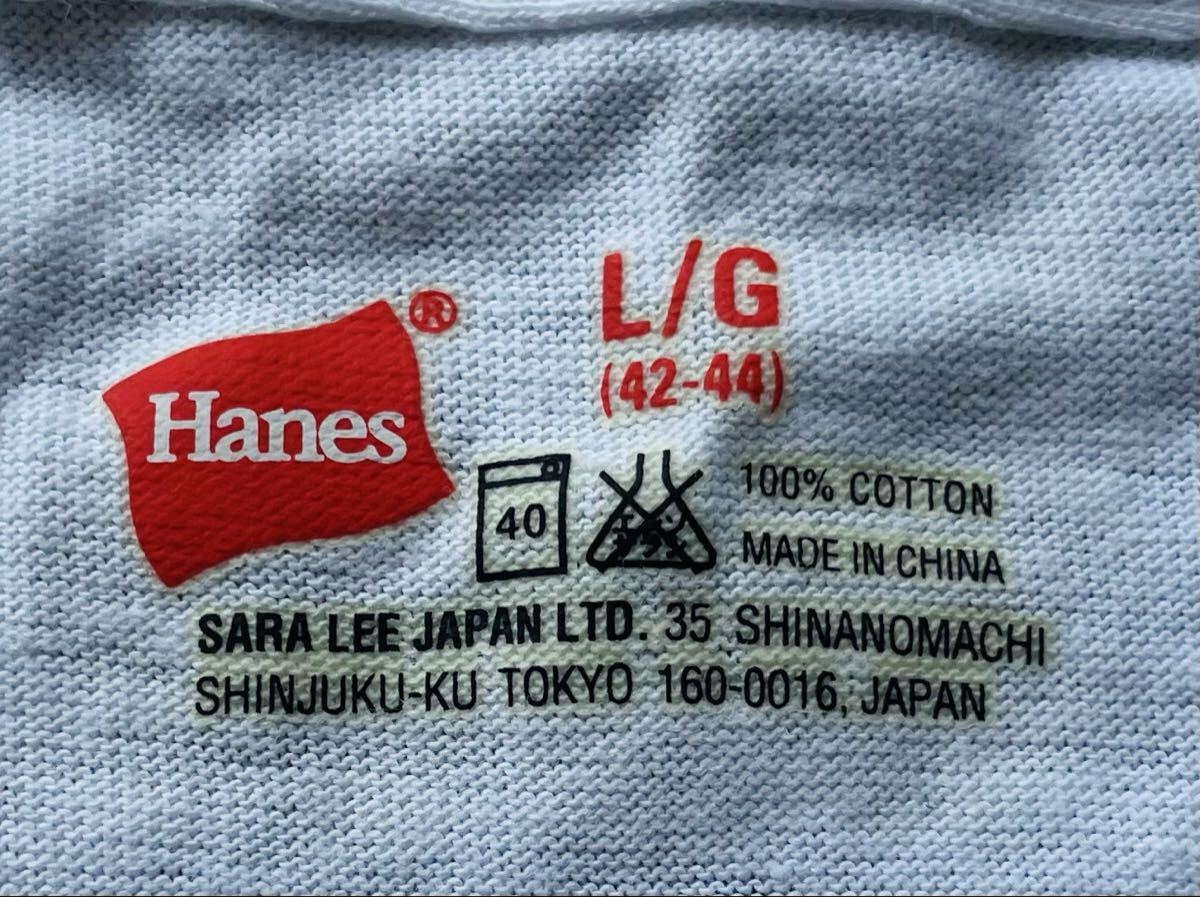 Hanes®
L/G
(42-44)
40
100% COTTON
MADE IN CHINA
SARA LEE JAPAN LTD. 35 SHINANOMACHI
SHINJUKU-KU TOKYO 160-0016, JAPAN